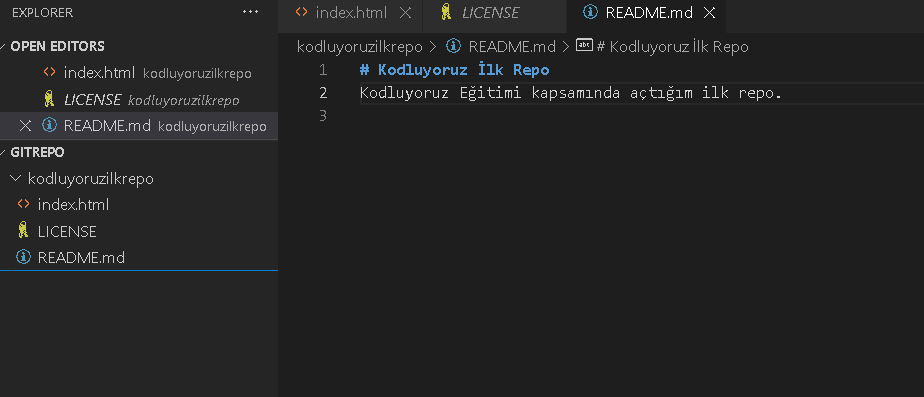 EXPLORER ...
OPEN EDITORS
index.html kodluyoruzilkrepo
LICENSE kodluyoruzilkrepo
README.md kodluyoruzilkrepo
GITREPO
kodluyoruzilkrepo
index.html
LICENSE
README.md
index.html LICENSE README.md
kodluyoruzilkrepo > README.md > abc # Kodluyoruz İlk Repo
1 # Kodluyoruz İlk Repo
2 Kodluyoruz Eğitimi kapsamında açtığım ilk repo.
3